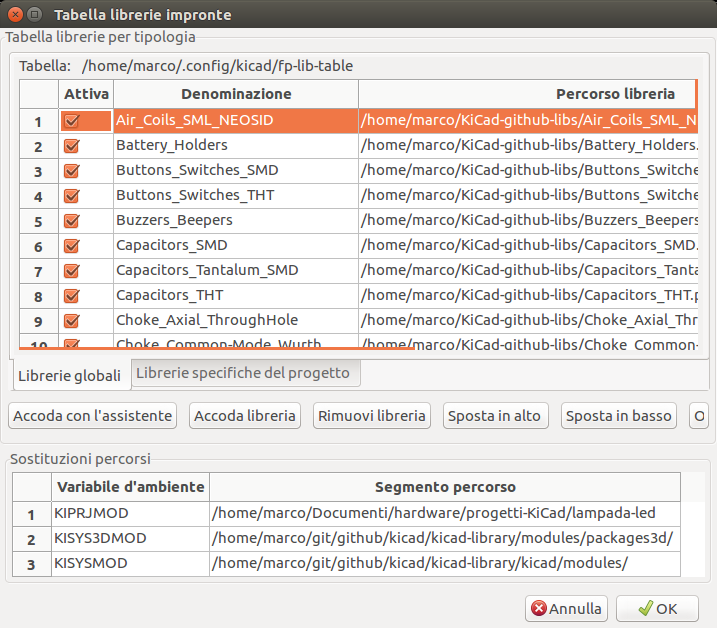 Tabella librerie impronte
Tabella librerie per tipologia
Tabella: /home/marco/.config/kicad/fp-lib-table
Attiva Denominazione Percorso libreria
1 Air_Coils_SML_NEOSID /home/marco/KiCad-github-libs/Air_Coils_SML_N
2 Battery_Holders /home/marco/KiCad-github-libs/Battery_Holders.
3 Buttons_Switches_SMD /home/marco/KiCad-github-libs/Buttons_Switche
4 Buttons_Switches_THT /home/marco/KiCad-github-libs/Buttons_Switche
5 Buzzers_Beepers /home/marco/KiCad-github-libs/Buzzers_Beepers
6 Capacitors_SMD /home/marco/KiCad-github-libs/Capacitors_SMD.
7 Capacitors_Tantalum_SMD /home/marco/KiCad-github-libs/Capacitors_Tanta
8 Capacitors_THT /home/marco/KiCad-github-libs/Capacitors_THT.p
9 Choke_Axial_ThroughHole /home/marco/KiCad-github-libs/Choke_Axial_Thr
10 Choke_Common-Mode_Wurth /home/marco/KiCad-github-libs/Choke_Common-
Librerie globali Librerie specifiche del progetto
Accoda con l'assistente Accoda libreria Rimuovi libreria Sposta in alto Sposta in basso O
Sostituzioni percorsi
Variabile d'ambiente Segmento percorso
1 KIPRJMOD /home/marco/Documenti/hardware/progetti-KiCad/lampada-led
2 KISYS3DMOD /home/marco/git/github/kicad/kicad-library/modules/packages3d/
3 KISYSMOD /home/marco/git/github/kicad/kicad-library/kicad/modules/
Annulla OK